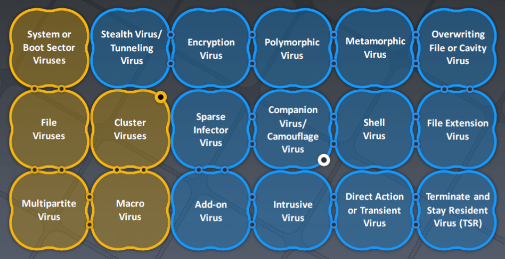 System or
Boot Sector
Viruses
Stealth Virus/
Tunneling
Virus
Encryption
Virus
Polymorphic
Virus
Metamorphic
Virus
Overwriting
File or Cavity
Virus
File
Viruses
Cluster
Viruses
Sparse
Infector
Virus
Companion
Virus/
Camouflage
Virus
Shell
Virus
File Extension
Virus
Multipartite
Virus
Macro
Virus
Add-on
Virus
Intrusive
Virus
Direct Action
or Transient
Virus
Terminate and
Stay Resident
Virus (TSR)